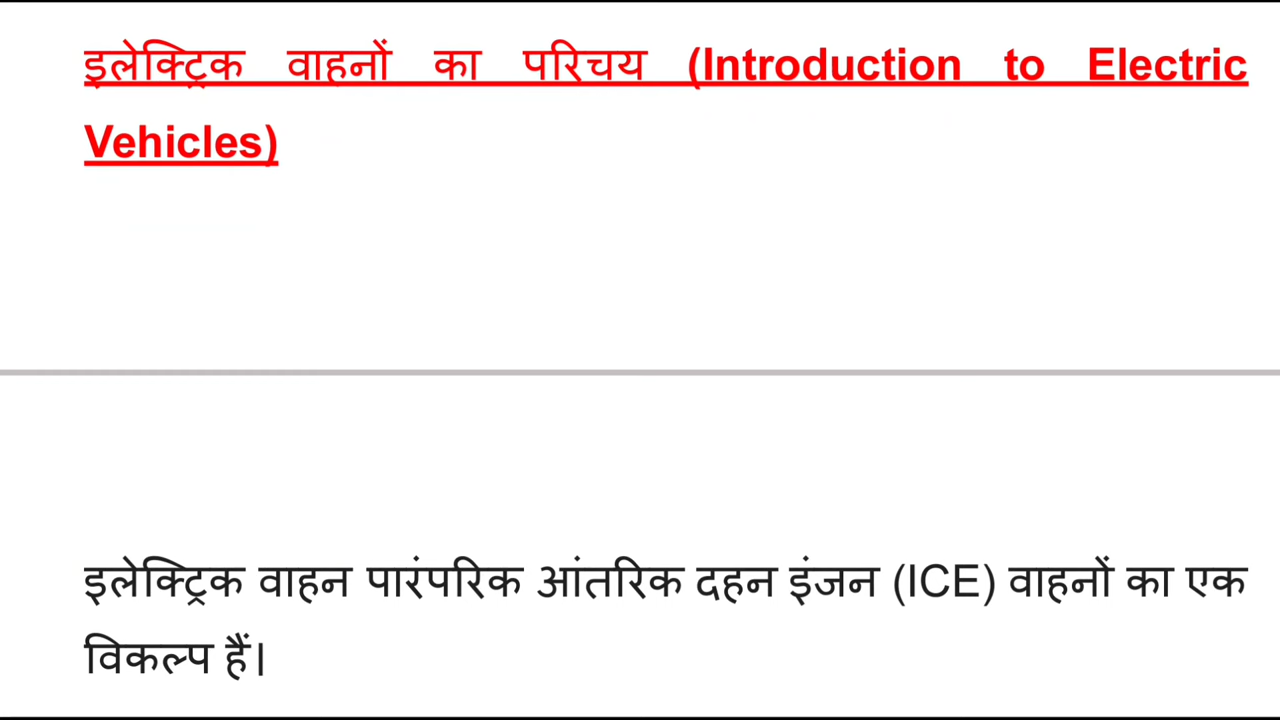 इलेक्ट्रिक वाहनों का परिचय (Introduction to Electric
Vehicles)
इलेक्ट्रिक वाहन पारंपरिक आंतरिक दहन इंजन (ICE) वाहनों का एक
विकल्प हैं।